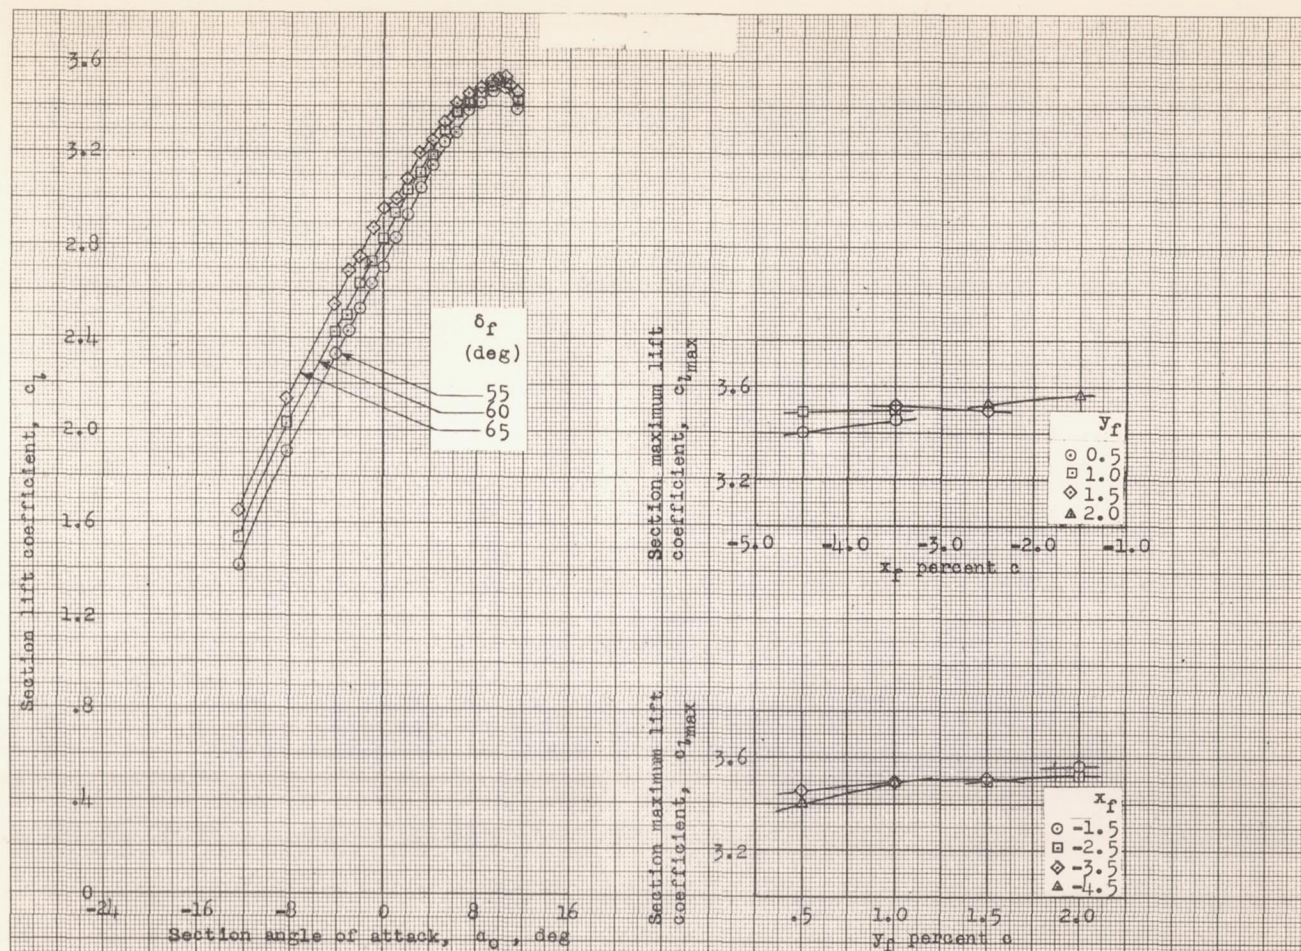 3.6
3.2
2.8
2.4
2.0
1.6
1.2
.8
.4
0
Section lift coefficient, c_l
-24 -16 -8 0 8 16
Section angle of attack, α_o, deg
δ_f
(deg)
55
60
65
Section maximum lift
coefficient, c_l_max
3.6
3.2
-5.0 -4.0 -3.0 -2.0 -1.0
x_f percent c
y_f
0.5
1.0
1.5
2.0
Section maximum lift
coefficient, c_l_max
3.6
3.2
.5 1.0 1.5 2.0
y_f percent c
x_f
-1.5
-2.5
-3.5
-4.5